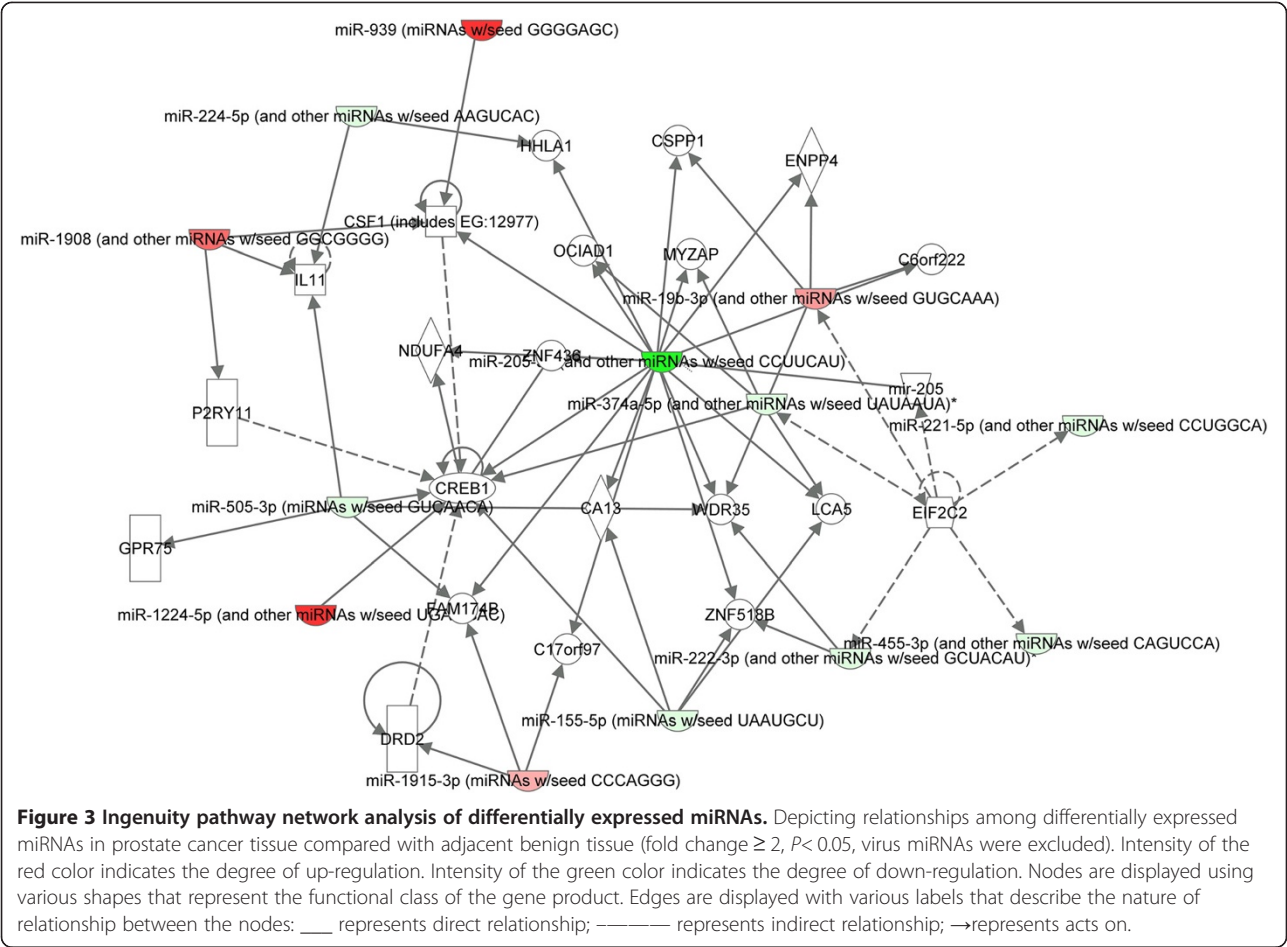 miR-939 (miRNAs w/seed GGGGAGC)
miR-224-5p (and other miRNAs w/seed AAGUCAC)
HHLA1
CSPP1
ENPP4
CSF1 (includes EG:12977)
miR-1908 (and other miRNAs w/seed GGCGGGG)
IL11
OCIAD1
MYZAP
C6orf222
miR-19b-3p (and other miRNAs w/seed GUGCAAA)
NDUFA4
ZNF436
miR-205- (and other miRNAs w/seed CCUUCAU)
mir-205
miR-374a-5p (and other miRNAs w/seed UAUAAUA)*
P2RY11
miR-221-5p (and other miRNAs w/seed CCUGGCA)
CREB1
miR-505-3p (miRNAs w/seed GUCAACA)
CA13
WDR35
LCA5
EIF2C2
GPR75
miR-1224-5p (and other miRNAs w/seed UGA AC)
FAM174B
ZNF518B
C17orf97
miR-455-3p (and other miRNAs w/seed CAGUCCA)
miR-222-3p (and other miRNAs w/seed GCUACAU)*
miR-155-5p (miRNAs w/seed UAAUGCU)
DRD2
miR-1915-3p (miRNAs w/seed CCCAGGG)
Figure 3 Ingenuity pathway network analysis of differentially expressed miRNAs. Depicting relationships among differentially expressed
miRNAs in prostate cancer tissue compared with adjacent benign tissue (fold change ≥ 2, P< 0.05, virus miRNAs were excluded). Intensity of the
red color indicates the degree of up-regulation. Intensity of the green color indicates the degree of down-regulation. Nodes are displayed using
various shapes that represent the functional class of the gene product. Edges are displayed with various labels that describe the nature of
relationship between the nodes: ___ represents direct relationship; –———— represents indirect relationship; →represents acts on.